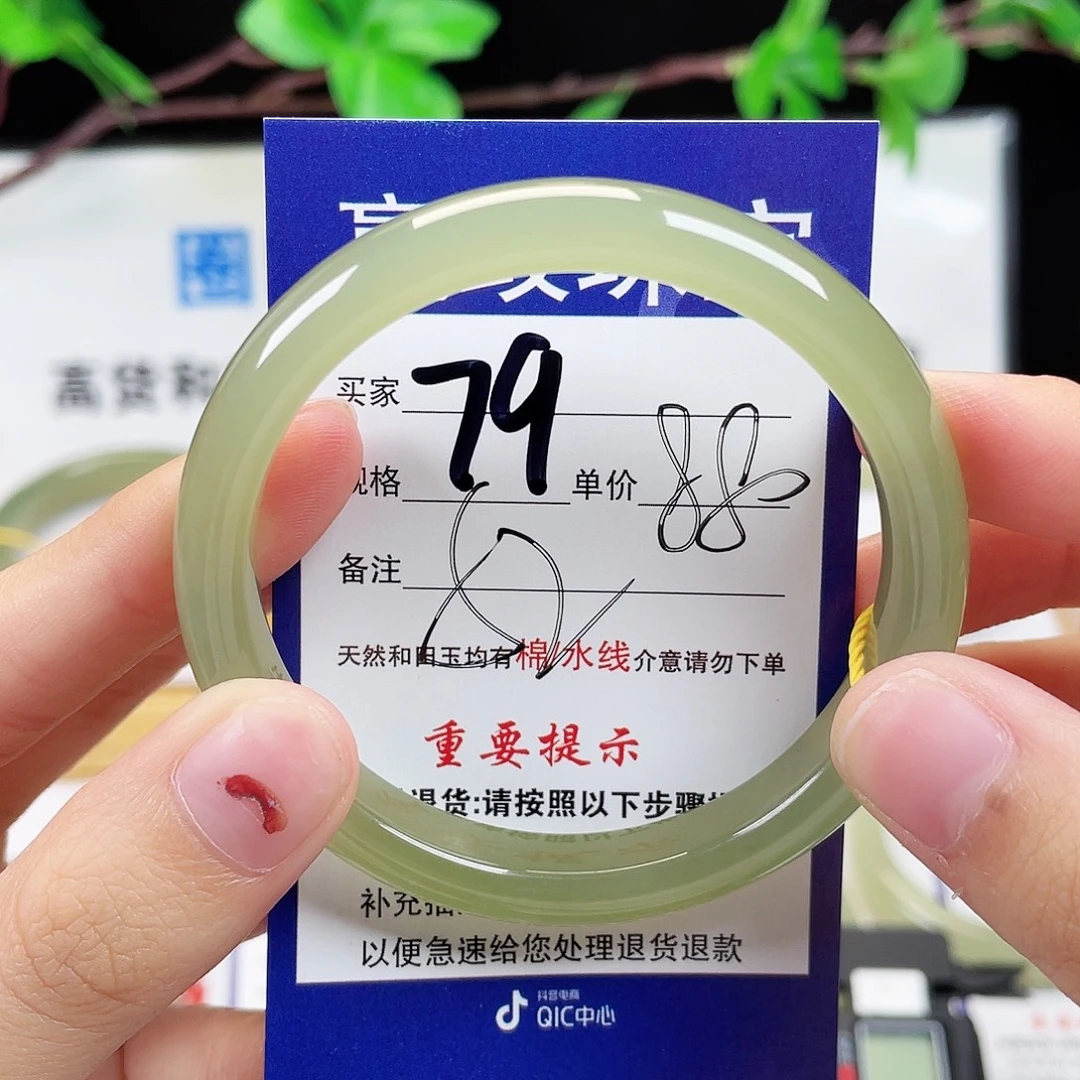 圈
高货和
买家 79
规格 单价 88
备注
天然和田玉均有棉/水线介意请勿下单
重要提示
退货:请按照以下步骤
补充
以便急速给您处理退货退款
抖音电商
QIC中心